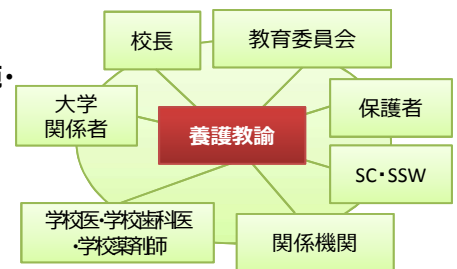 校長
教育委員会
大学
関係者
保護者
養護教諭
SC・SSW
学校医・学校歯科医
・学校薬剤師
関係機関